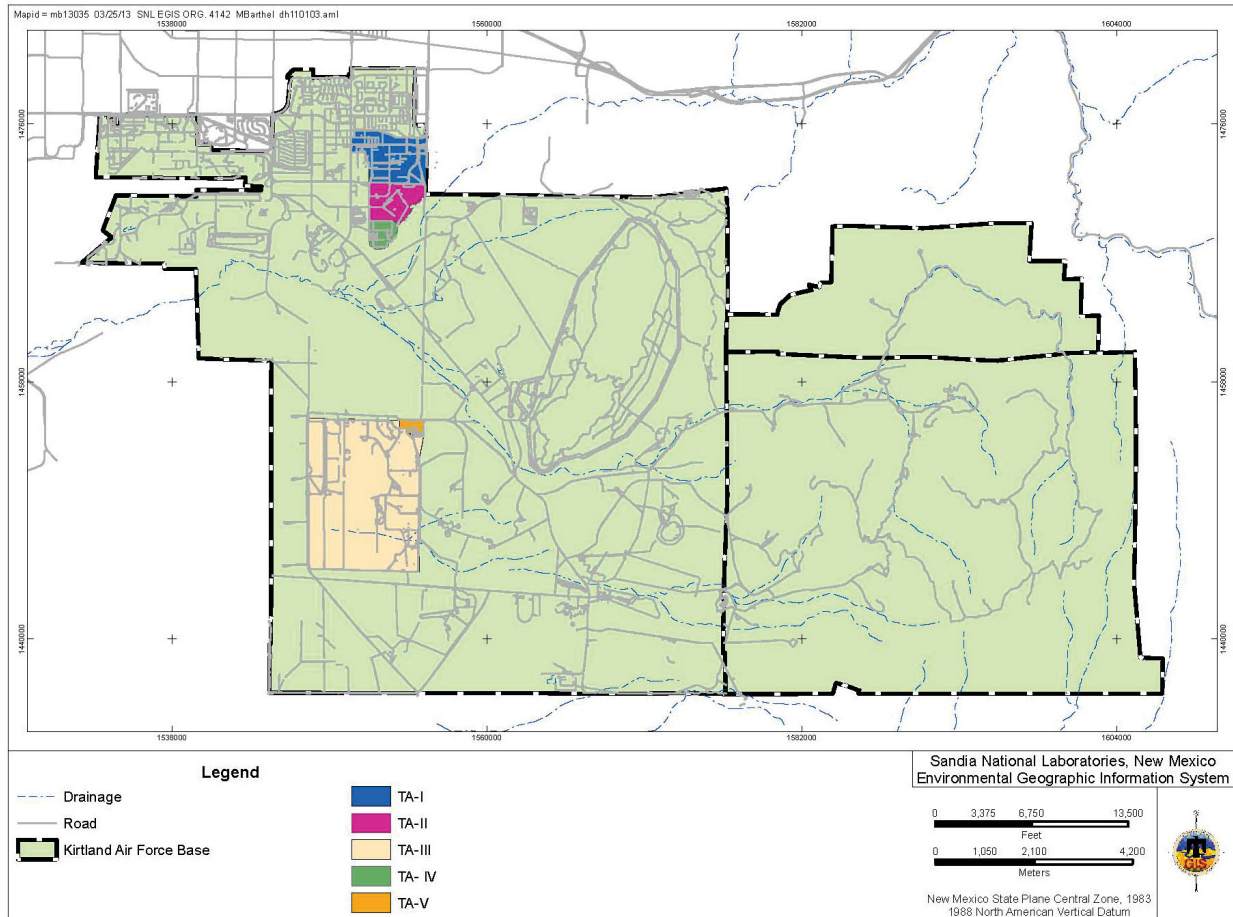 Mapid = mb13035 03/25/13 SNL EGIS ORG. 4142 MBarthel dh110103.aml
1538000 1560000 1582000 1604000
1476000 1476000
1458000 1458000
1440000 1440000
1538000 1560000 1582000 1604000
Legend
Drainage
Road
Kirtland Air Force Base
TA-I
TA-II
TA-III
TA- IV
TA-V
Sandia National Laboratories, New Mexico
Environmental Geographic Information System
0 3,375 6,750 13,500
Feet
0 1,050 2,100 4,200
Meters
GIS
New Mexico State Plane Central Zone, 1983
1988 North American Vertical Datum